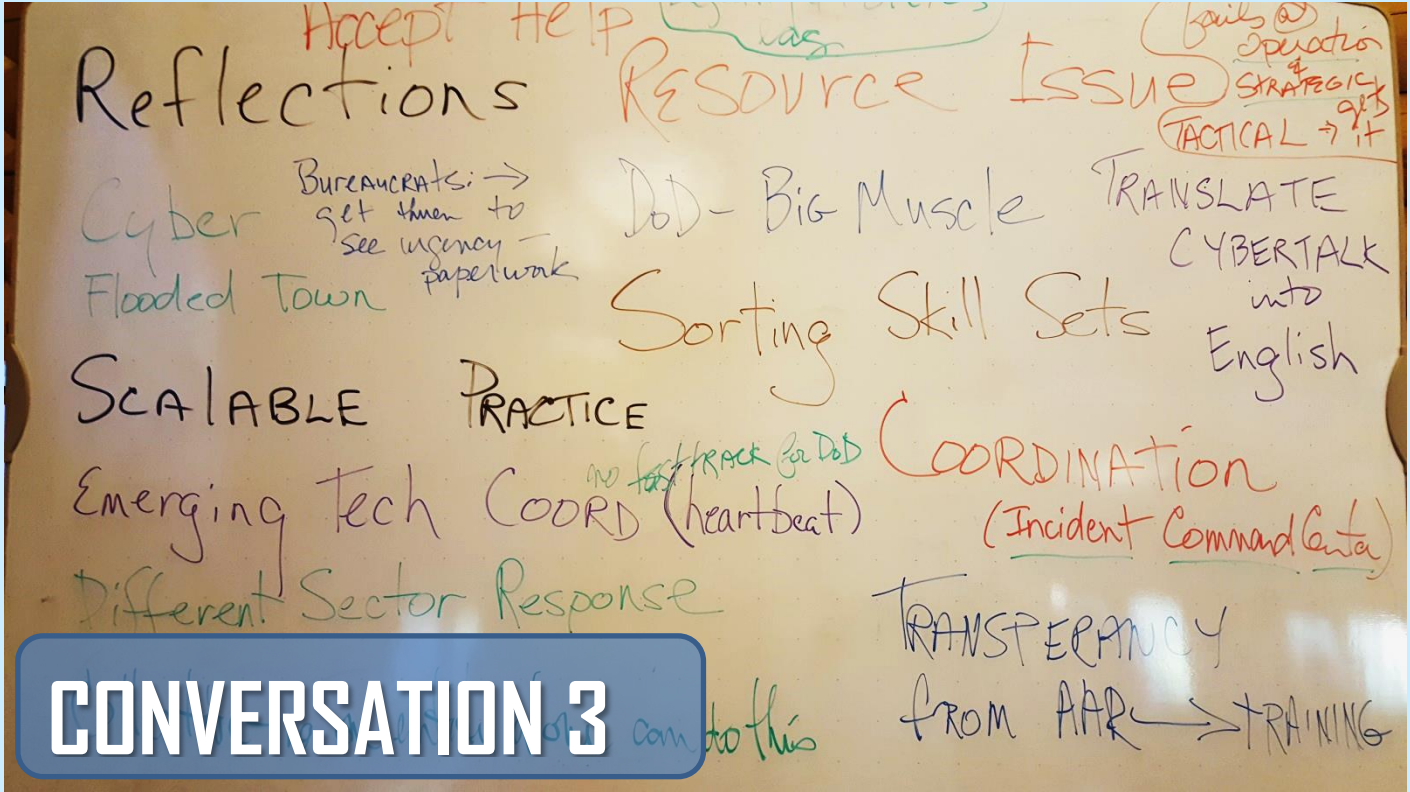 Accept Help
lag
Reflections
Resource Issue
fails @
operation
&
STRATEGIC
gets
TACTICAL → it
Cyber
Flooded Town
Bureaucrats: →
get them to
see urgency —
paperwork
DoD - Big Muscle
TRANSLATE
CYBERTALK
into
English
Sorting Skill Sets
SCALABLE PRACTICE
no fast track for DoD
Emerging Tech COORD (heartbeat)
COORDINATION
(Incident Command Center)
Different Sector Response
TRANSPERANCY
from AAR → TRAINING
can to this
CONVERSATION 3